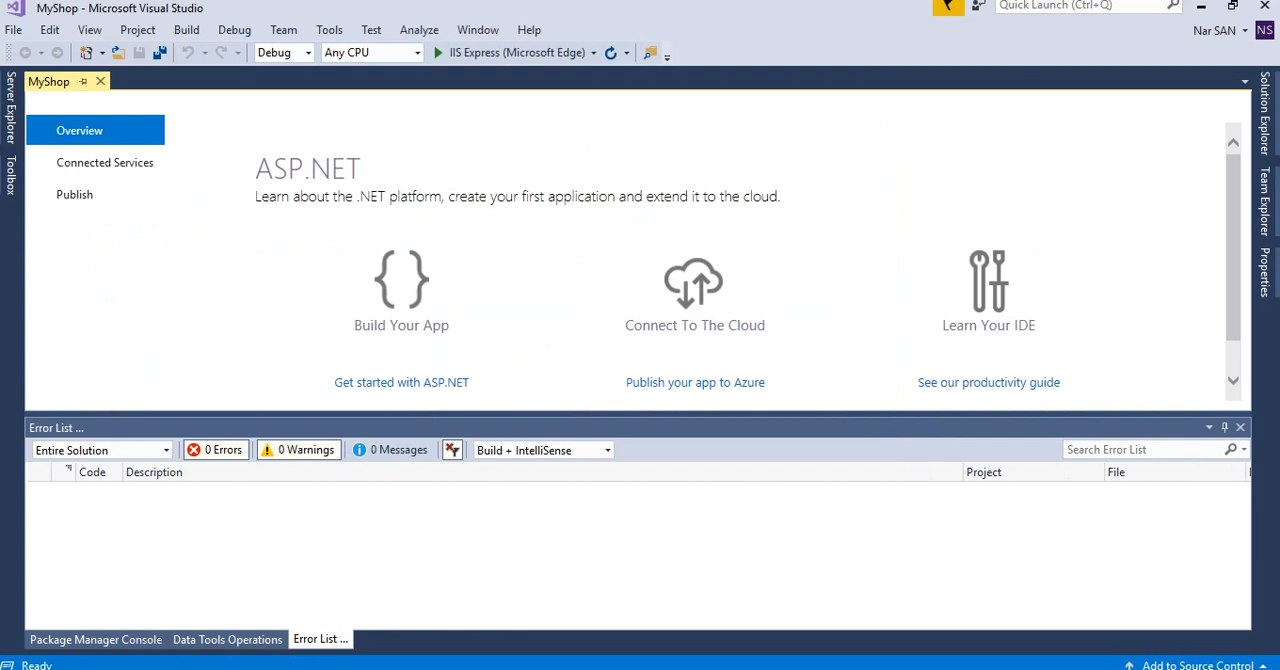 MyShop - Microsoft Visual Studio
Quick Launch (Ctrl+Q)
File Edit View Project Build Debug Team Tools Test Analyze Window Help
Nar SAN NS
Debug Any CPU IIS Express (Microsoft Edge)
Server Explorer
Toolbox
MyShop
Solution Explorer
Team Explorer
Properties
Overview
Connected Services
Publish
ASP.NET
Learn about the .NET platform, create your first application and extend it to the cloud.
Build Your App Connect To The Cloud Learn Your IDE
Get started with ASP.NET Publish your app to Azure See our productivity guide
Error List ...
Entire Solution 0 Errors 0 Warnings 0 Messages Build + IntelliSense Search Error List
Code Description Project File
Package Manager Console Data Tools Operations Error List ...
Ready Add to Source Control